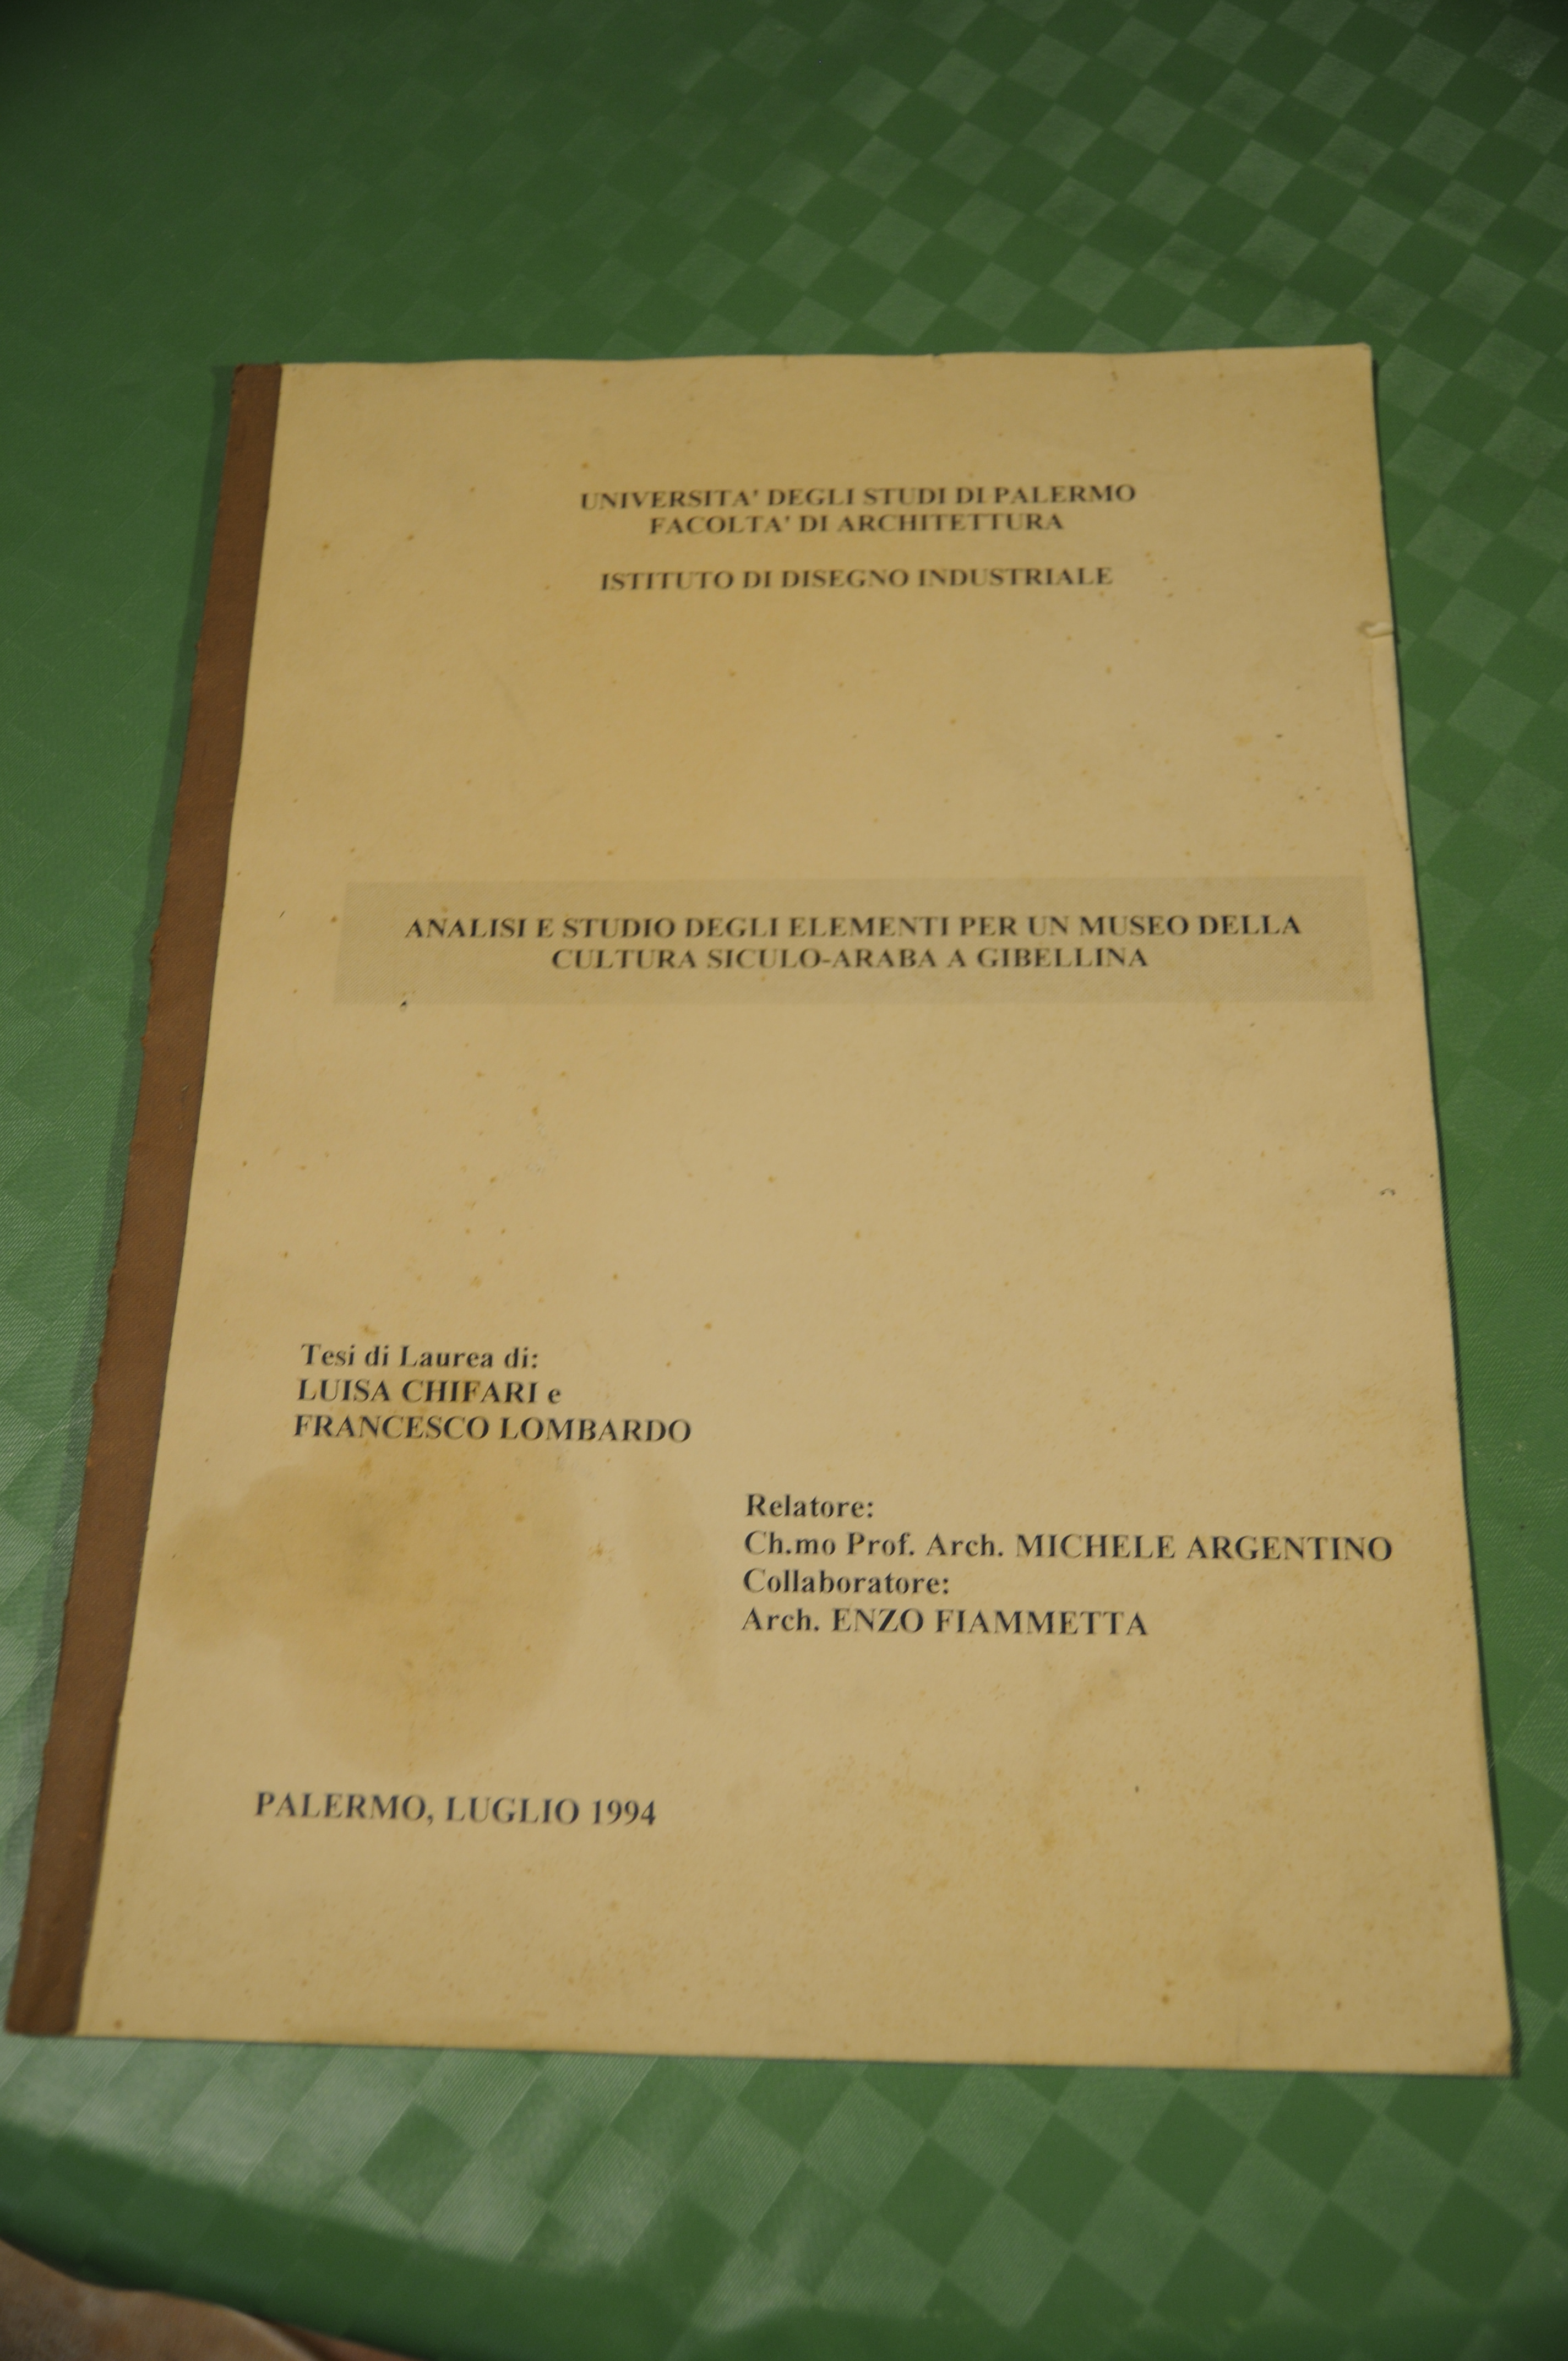 UNIVERSITA' DEGLI STUDI DI PALERMO
FACOLTA' DI ARCHITETTURA
ISTITUTO DI DISEGNO INDUSTRIALE
ANALISI E STUDIO DEGLI ELEMENTI PER UN MUSEO DELLA
CULTURA SICULO-ARABA A GIBELLINA
Tesi di Laurea di:
LUISA CHIFARI e
FRANCESCO LOMBARDO
Relatore:
Ch.mo Prof. Arch. MICHELE ARGENTINO
Collaboratore:
Arch. ENZO FIAMMETTA
PALERMO, LUGLIO 1994